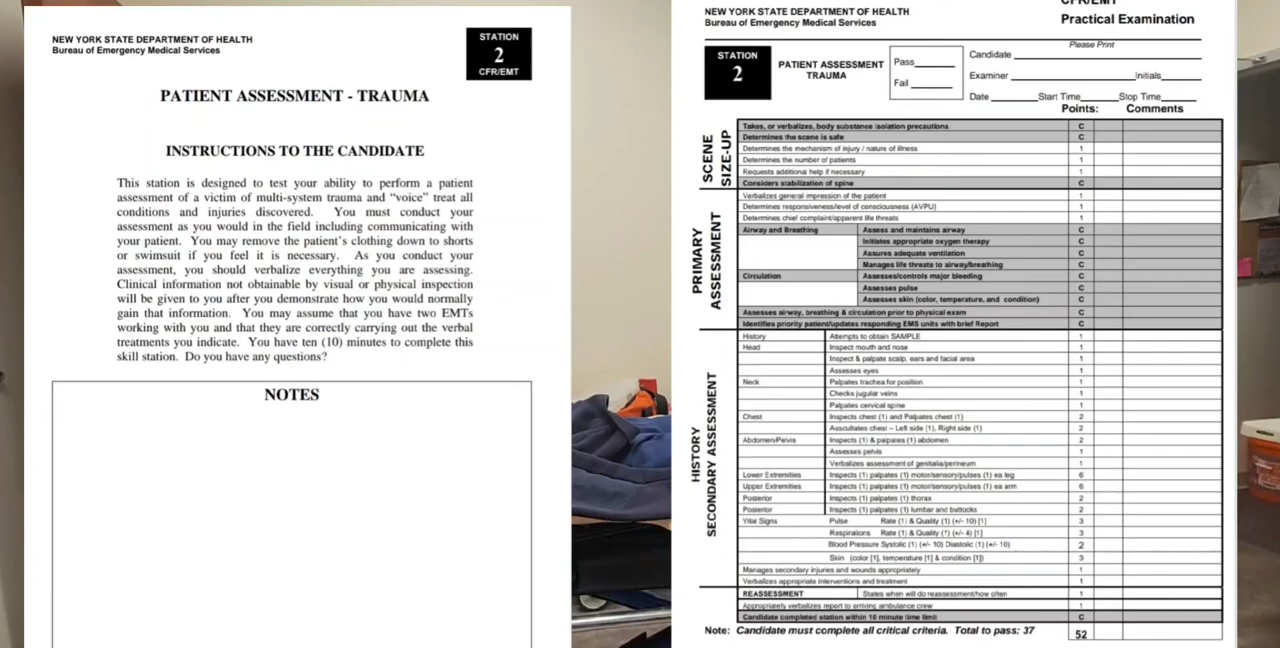 NEW YORK STATE DEPARTMENT OF HEALTH
Bureau of Emergency Medical Services
STATION
2
CFR/EMT
PATIENT ASSESSMENT - TRAUMA
INSTRUCTIONS TO THE CANDIDATE
This station is designed to test your ability to perform a patient
assessment of a victim of multi-system trauma and “voice” treat all
conditions and injuries discovered. You must conduct your
assessment as you would in the field including communicating with
your patient. You may remove the patient's clothing down to shorts
or swimsuit if you feel it is necessary. As you conduct your
assessment, you should verbalize everything you are assessing.
Clinical information not obtainable by visual or physical inspection
will be given to you after you demonstrate how you would normally
gain that information. You may assume that you have two EMTs
working with you and that they are correctly carrying out the verbal
treatments you indicate. You have ten (10) minutes to complete this
skill station. Do you have any questions?
NOTES
NEW YORK STATE DEPARTMENT OF HEALTH
Bureau of Emergency Medical Services
CFR/EMT
Practical Examination
Please Print
STATION
2
PATIENT ASSESSMENT
TRAUMA
Pass
Fail
Candidate
Examiner Initials
Date Start Time Stop Time
Points: Comments
SCENE
SIZE-UP
Takes, or verbalizes, body substance isolation precautions C
Determines the scene is safe C
Determines the mechanism of injury / nature of illness 1
Determines the number of patients 1
Requests additional help if necessary 1
Considers stabilization of spine C
PRIMARY
ASSESSMENT
Verbalizes general impression of the patient 1
Determines responsiveness/level of consciousness (AVPU) 1
Determines chief complaint/apparent life threats 1
Airway and Breathing Assess and maintains airway C
Initiates appropriate oxygen therapy C
Assures adequate ventilation C
Manages life threats to airway/breathing C
Circulation Assesses/controls major bleeding C
Assesses pulse C
Assesses skin (color, temperature, and condition) C
Assesses airway, breathing & circulation prior to physical exam C
Identifies priority patient/updates responding EMS units with brief Report C
HISTORY
SECONDARY ASSESSMENT
History Attempts to obtain SAMPLE 1
Head Inspect mouth and nose 1
Inspect & palpate scalp, ears and facial area 1
Assesses eyes 1
Neck Palpates trachea for position 1
Checks jugular veins 1
Palpates cervical spine 1
Chest Inspects chest (1) and Palpates chest (1) 2
Auscultates chest – Left side (1), Right side (1) 2
Abdomen/Pelvis Inspects (1) & palpates (1) abdomen 2
Assesses pelvis 1
Verbalizes assessment of genitalia/perineum 1
Lower Extremities Inspects (1) palpates (1) motor/sensory/pulses (1) ea leg 6
Upper Extremities Inspects (1) palpates (1) motor/sensory/pulses (1) ea arm 6
Posterior Inspects (1) palpates (1) thorax 2
Posterior Inspects (1) palpates (1) lumbar and buttocks 2
Vital Signs Pulse Rate (1) & Quality (1) (+/- 10) [1] 3
Respirations Rate (1) & Quality (1) (+/- 4) [1] 3
Blood Pressure Systolic (1) (+/- 10) Diastolic (1) (+/- 10) 2
Skin (color [1], temperature [1] & condition [1]) 3
Manages secondary injuries and wounds appropriately 1
Verbalizes appropriate interventions and treatment 1
REASSESSMENT States when will do reassessment/how often 1
Appropriately verbalizes report to arriving ambulance crew 1
Candidate completed station within 10 minute time limit C
Note: Candidate must complete all critical criteria. Total to pass: 37 52